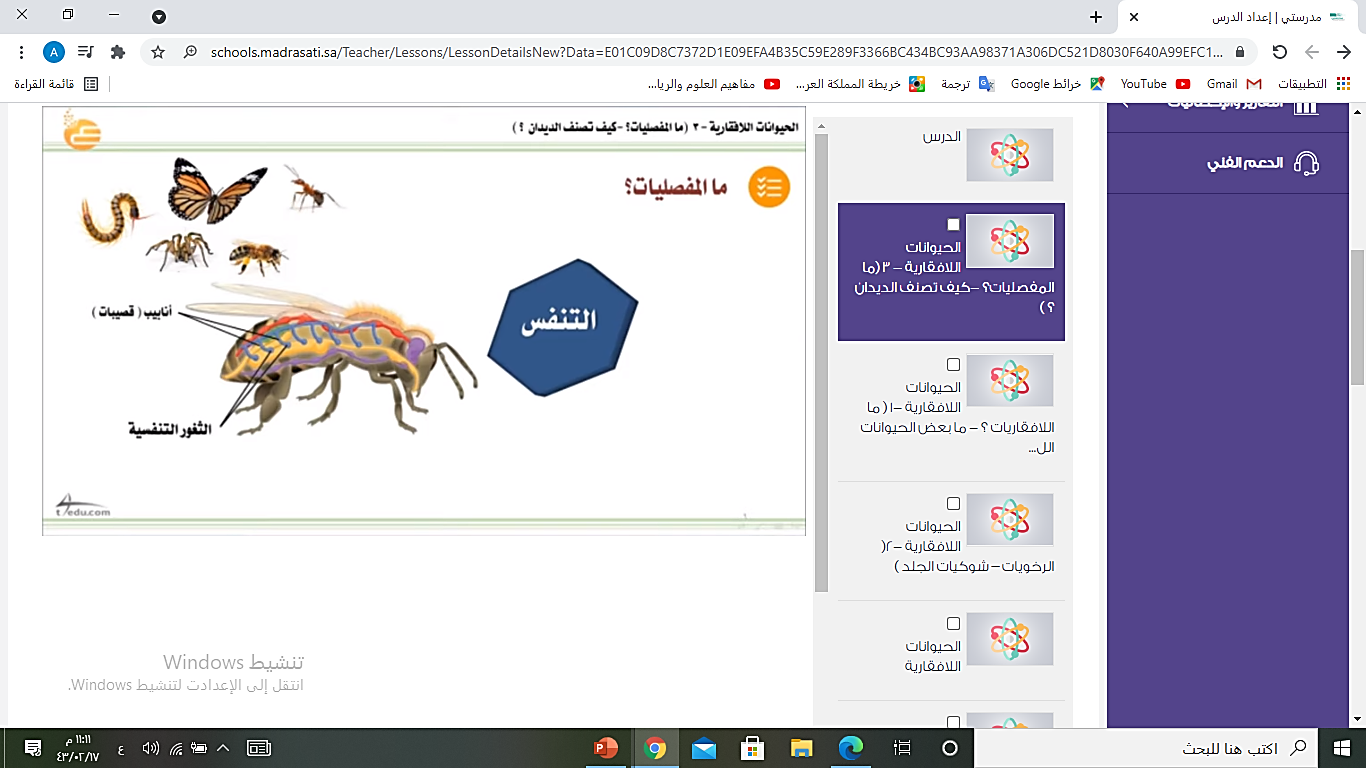 مدرستي | إعداد الدرس
schools.madrasati.sa/Teacher/Lessons/LessonDetailsNew?Data=E01C09D8C7372D1E09EFA4B35C5E289F3366BC434BC93AA98371A306DC521D8030F640A99EFC1...
A
التطبيقات
Gmail
YouTube
خرائط Google
ترجمة
خريطة المملكة العر...
مفاهيم العلوم والريا...
قائمة القراءة
الدعم الفني
الدرس
الحيوانات
اللافقارية – ٣ (ما
المفصليات؟ –كيف تصنف الديدان
؟ )
الحيوانات
اللافقارية –١( ما
اللافقاريات ؟ – ما بعض الحيوانات
الل...
الحيوانات
اللافقارية –٢(
الرخويات – شوكيات الجلد )
الحيوانات
اللافقارية
الحيوانات اللافقارية -٣ (ما المفصليات؟ -كيف تصنف الديدان ؟ )
ما المفصليات؟
التنفس
أنابيب ( قصيبات )
الثغور التنفسية
t4edu.com
تنشيط Windows
انتقل إلى الإعدادت لتنشيط Windows.
اكتب هنا للبحث
ع
١١:١١ م
٤٣/٠٢/١٧